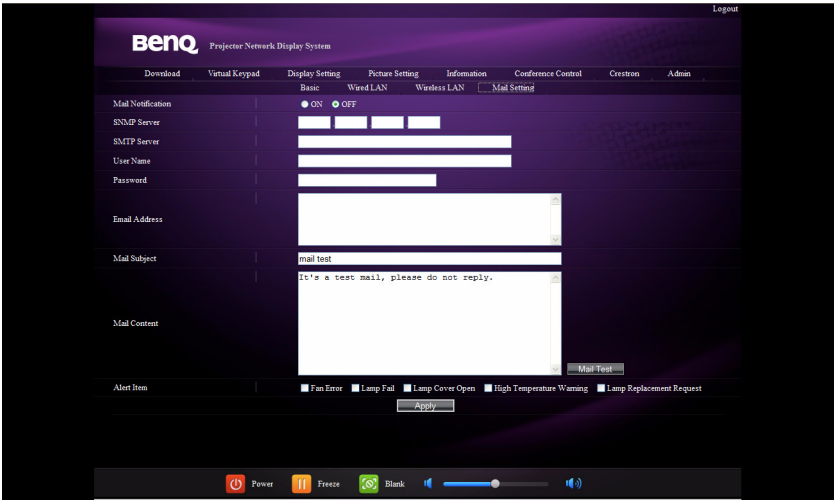 Logout
BenQ Projector Network Display System
Download Virtual Keypad Display Setting Picture Setting Information Conference Control Crestron Admin
Basic Wired LAN Wireless LAN Mail Setting
Mail Notification ON OFF
SNMP Server . . .
SMTP Server
User Name
Password
Email Address
Mail Subject mail test
It's a test mail, please do not reply.
Mail Content
Mail Test
Alert Item Fan Error Lamp Fail Lamp Cover Open High Temperature Warning Lamp Replacement Request
Apply
Power Freeze Blank